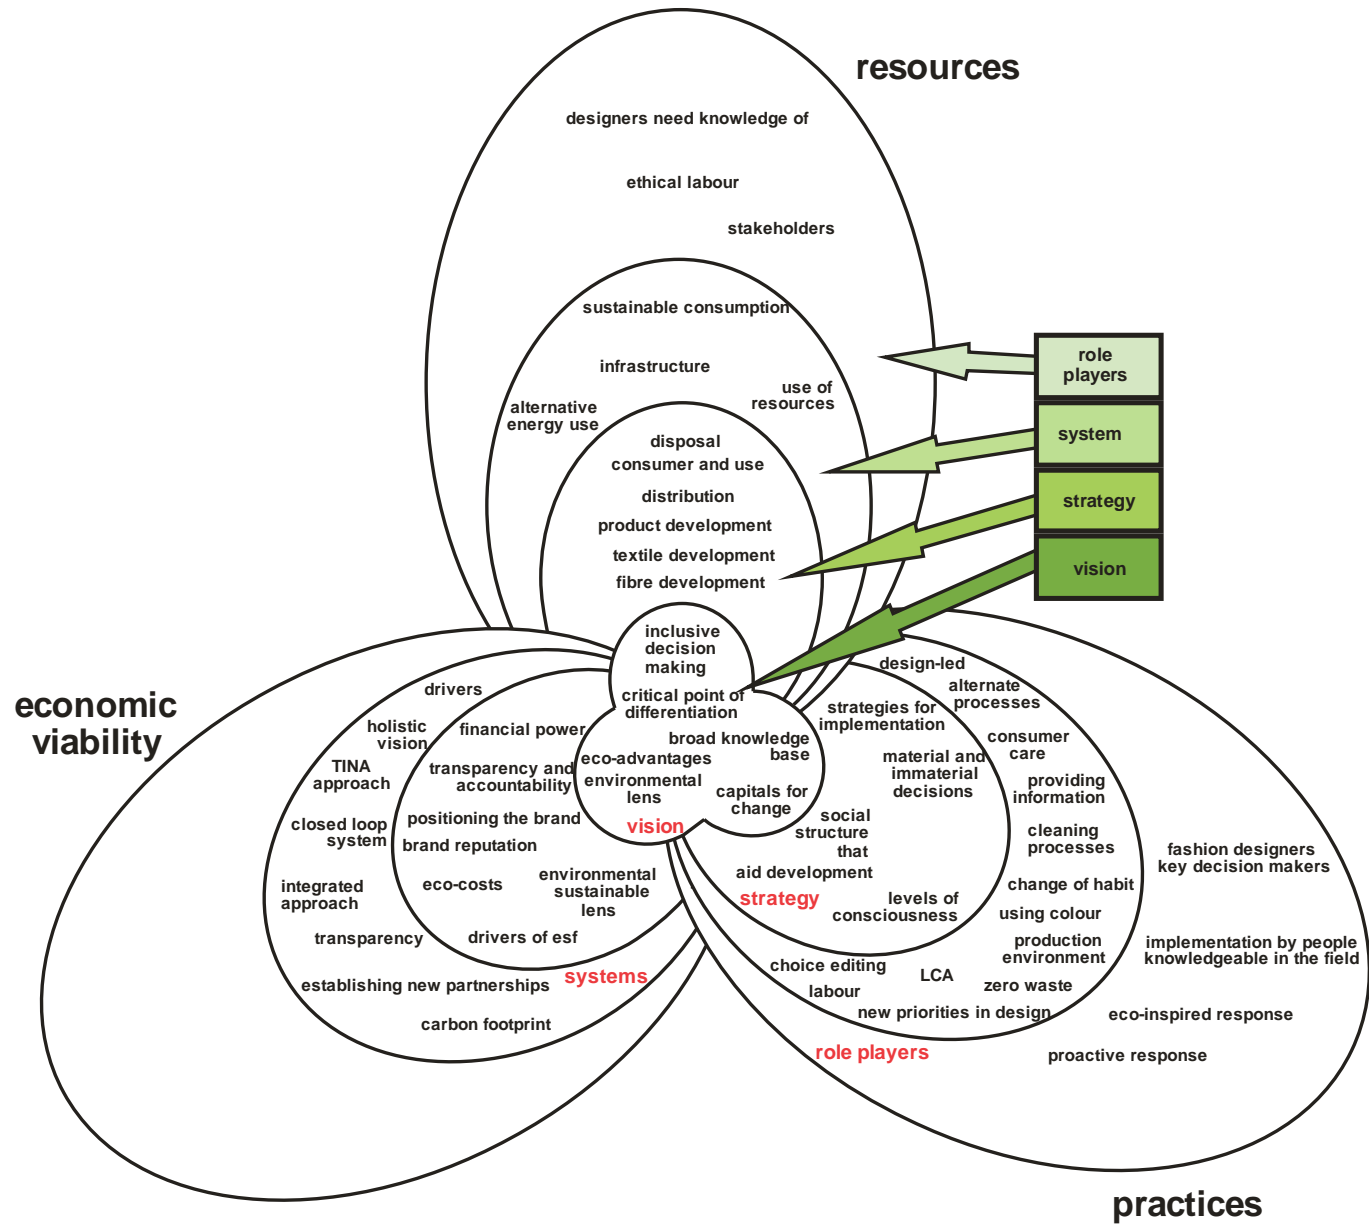 resources
designers need knowledge of
ethical labour
stakeholders
sustainable consumption
infrastructure
use of
resources
alternative
energy use
disposal
consumer and use
distribution
product development
textile development
fibre development
role
players
system
strategy
vision
inclusive
decision
making
critical point of
differentiation
broad knowledge
base
eco-advantages
environmental
lens
capitals for
change
vision
economic
viability
drivers
holistic
vision
TINA
approach
closed loop
system
integrated
approach
transparency
establishing new partnerships
carbon footprint
financial power
transparency and
accountability
positioning the brand
brand reputation
eco-costs
environmental
sustainable
lens
drivers of esf
systems
design-led
alternate
processes
strategies for
implementation
consumer
care
material and
immaterial
decisions
providing
information
social
structure
that
aid development
cleaning
processes
strategy
levels of
consciousness
change of habit
using colour
production
environment
choice editing
LCA
labour
zero waste
new priorities in design
role players
fashion designers
key decision makers
implementation by people
knowledgeable in the field
eco-inspired response
proactive response
practices